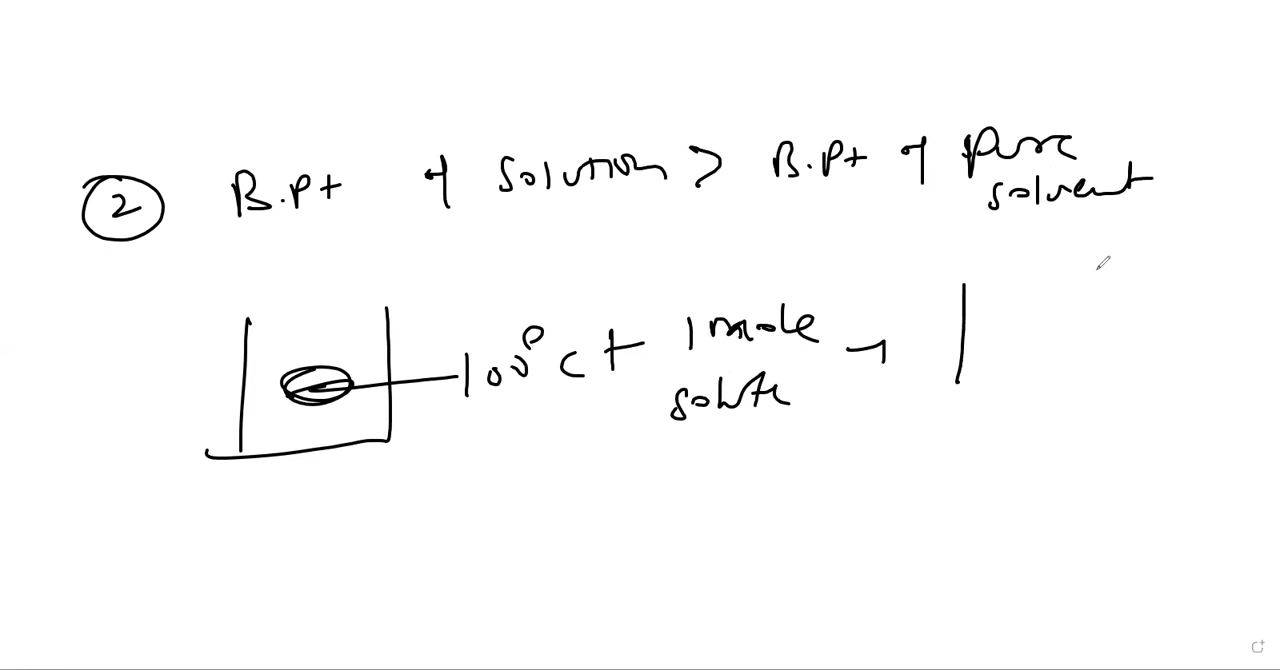 ② B.Pt of solution > B.Pt of pure
solvent
100°C + 1 mole →
solute